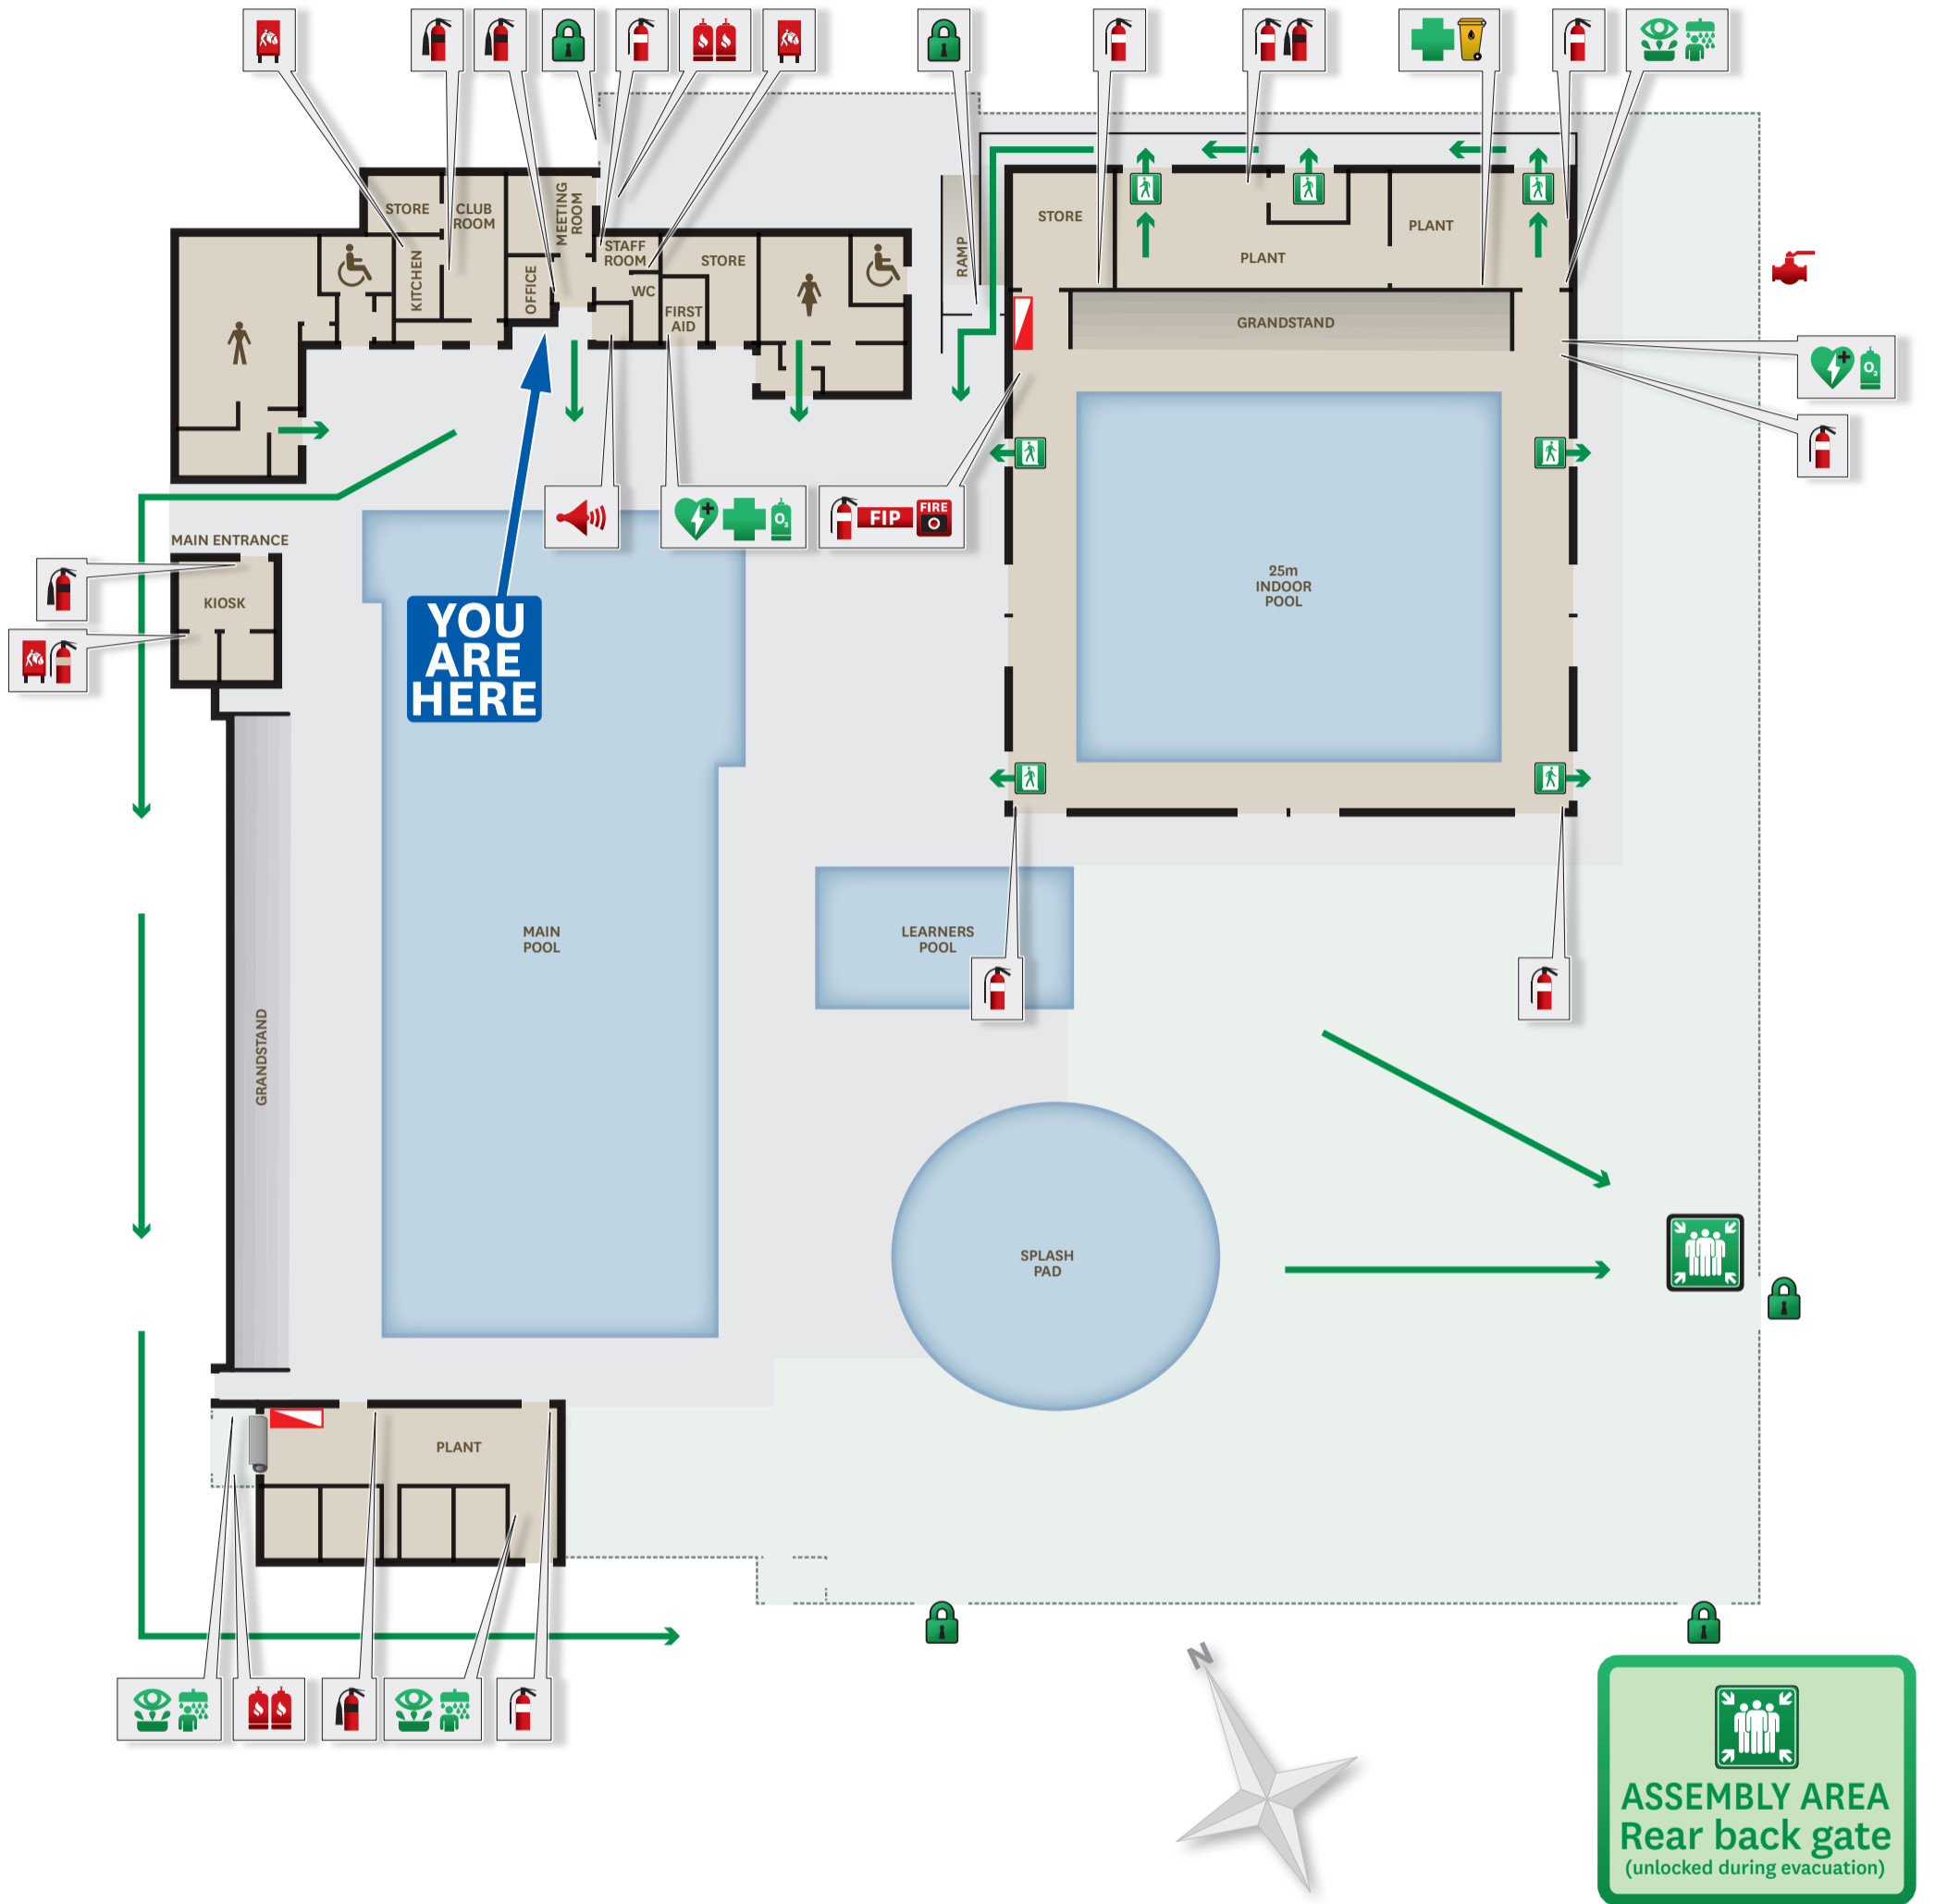 STORE
CLUB
ROOM
MEETING
ROOM
KITCHEN
OFFICE
STAFF
ROOM
STORE
WC
FIRST
AID
RAMP
STORE
PLANT
PLANT
GRANDSTAND
O₂
O₂
FIP
FIRE
MAIN ENTRANCE
KIOSK
25m
INDOOR
POOL
YOU
ARE
HERE
MAIN
POOL
LEARNERS
POOL
GRANDSTAND
SPLASH
PAD
PLANT
N
ASSEMBLY AREA
Rear back gate
(unlocked during evacuation)